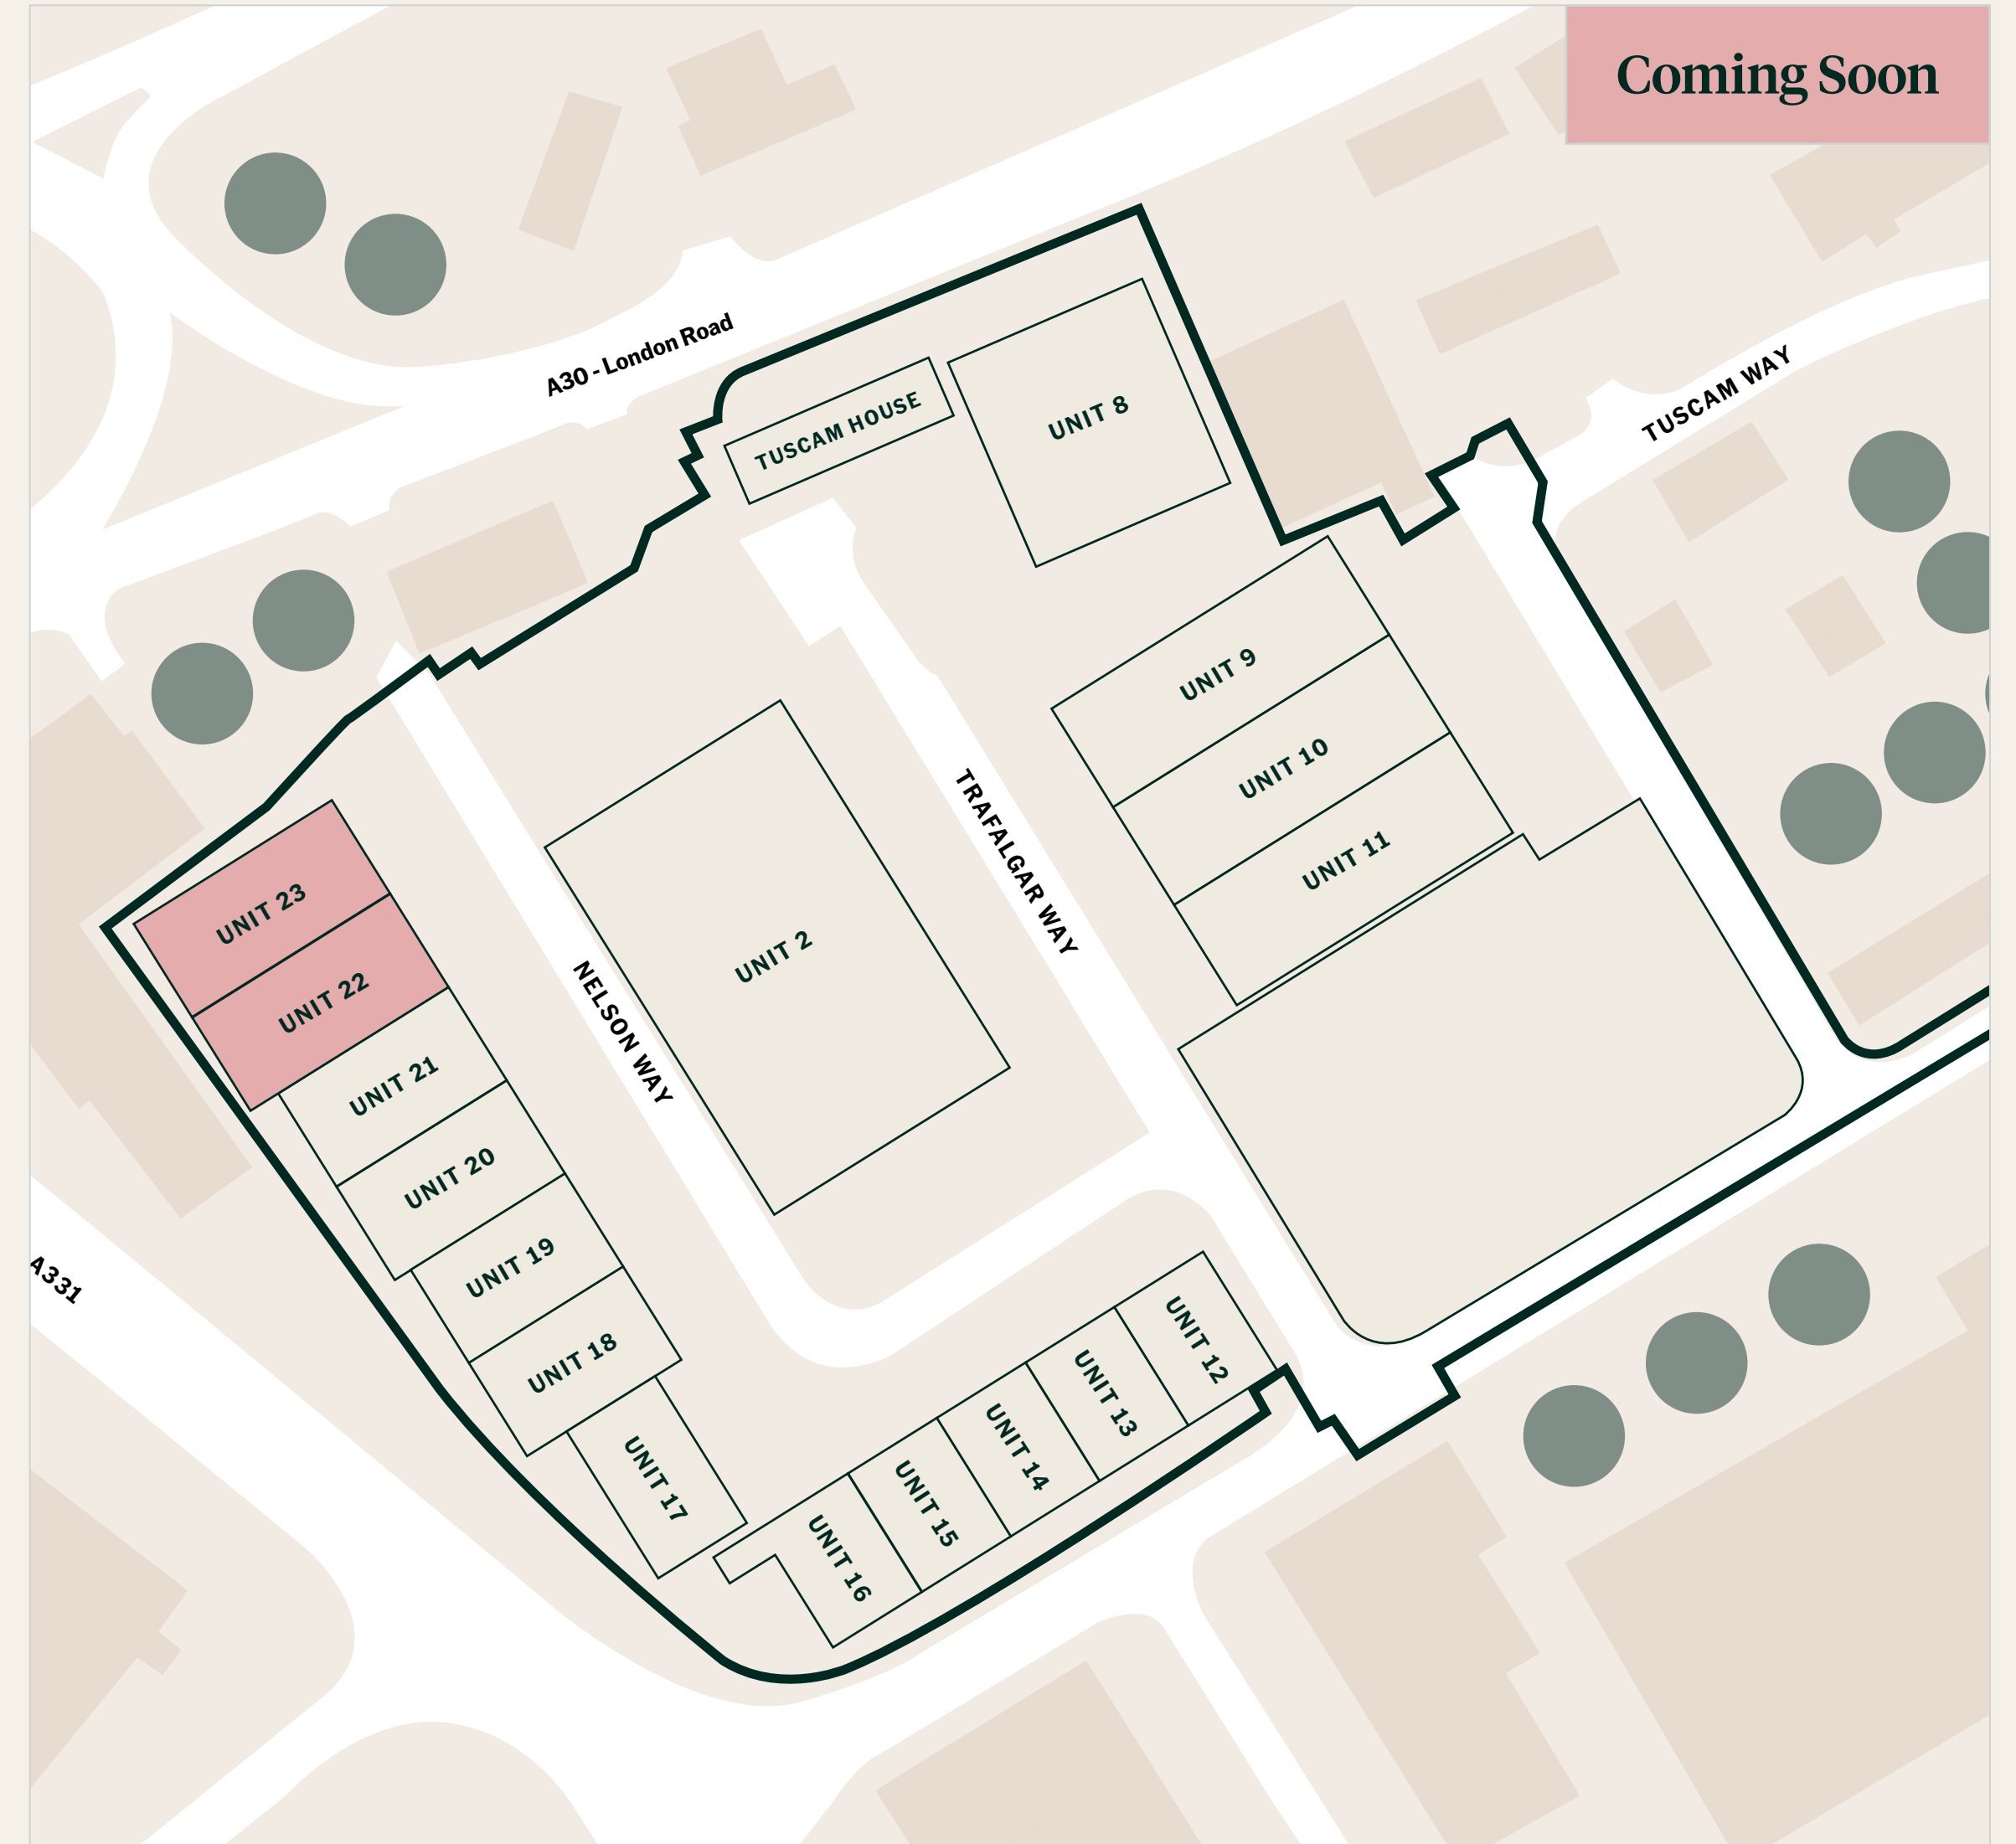 Coming Soon
A30 - London Road
TUSCAM HOUSE
UNIT 8
TUSCAM WAY
UNIT 9
UNIT 10
UNIT 11
TRAFALGAR WAY
UNIT 2
NELSON WAY
UNIT 23
UNIT 22
UNIT 21
UNIT 20
UNIT 19
UNIT 18
UNIT 17
UNIT 16
UNIT 15
UNIT 14
UNIT 13
UNIT 12
A331